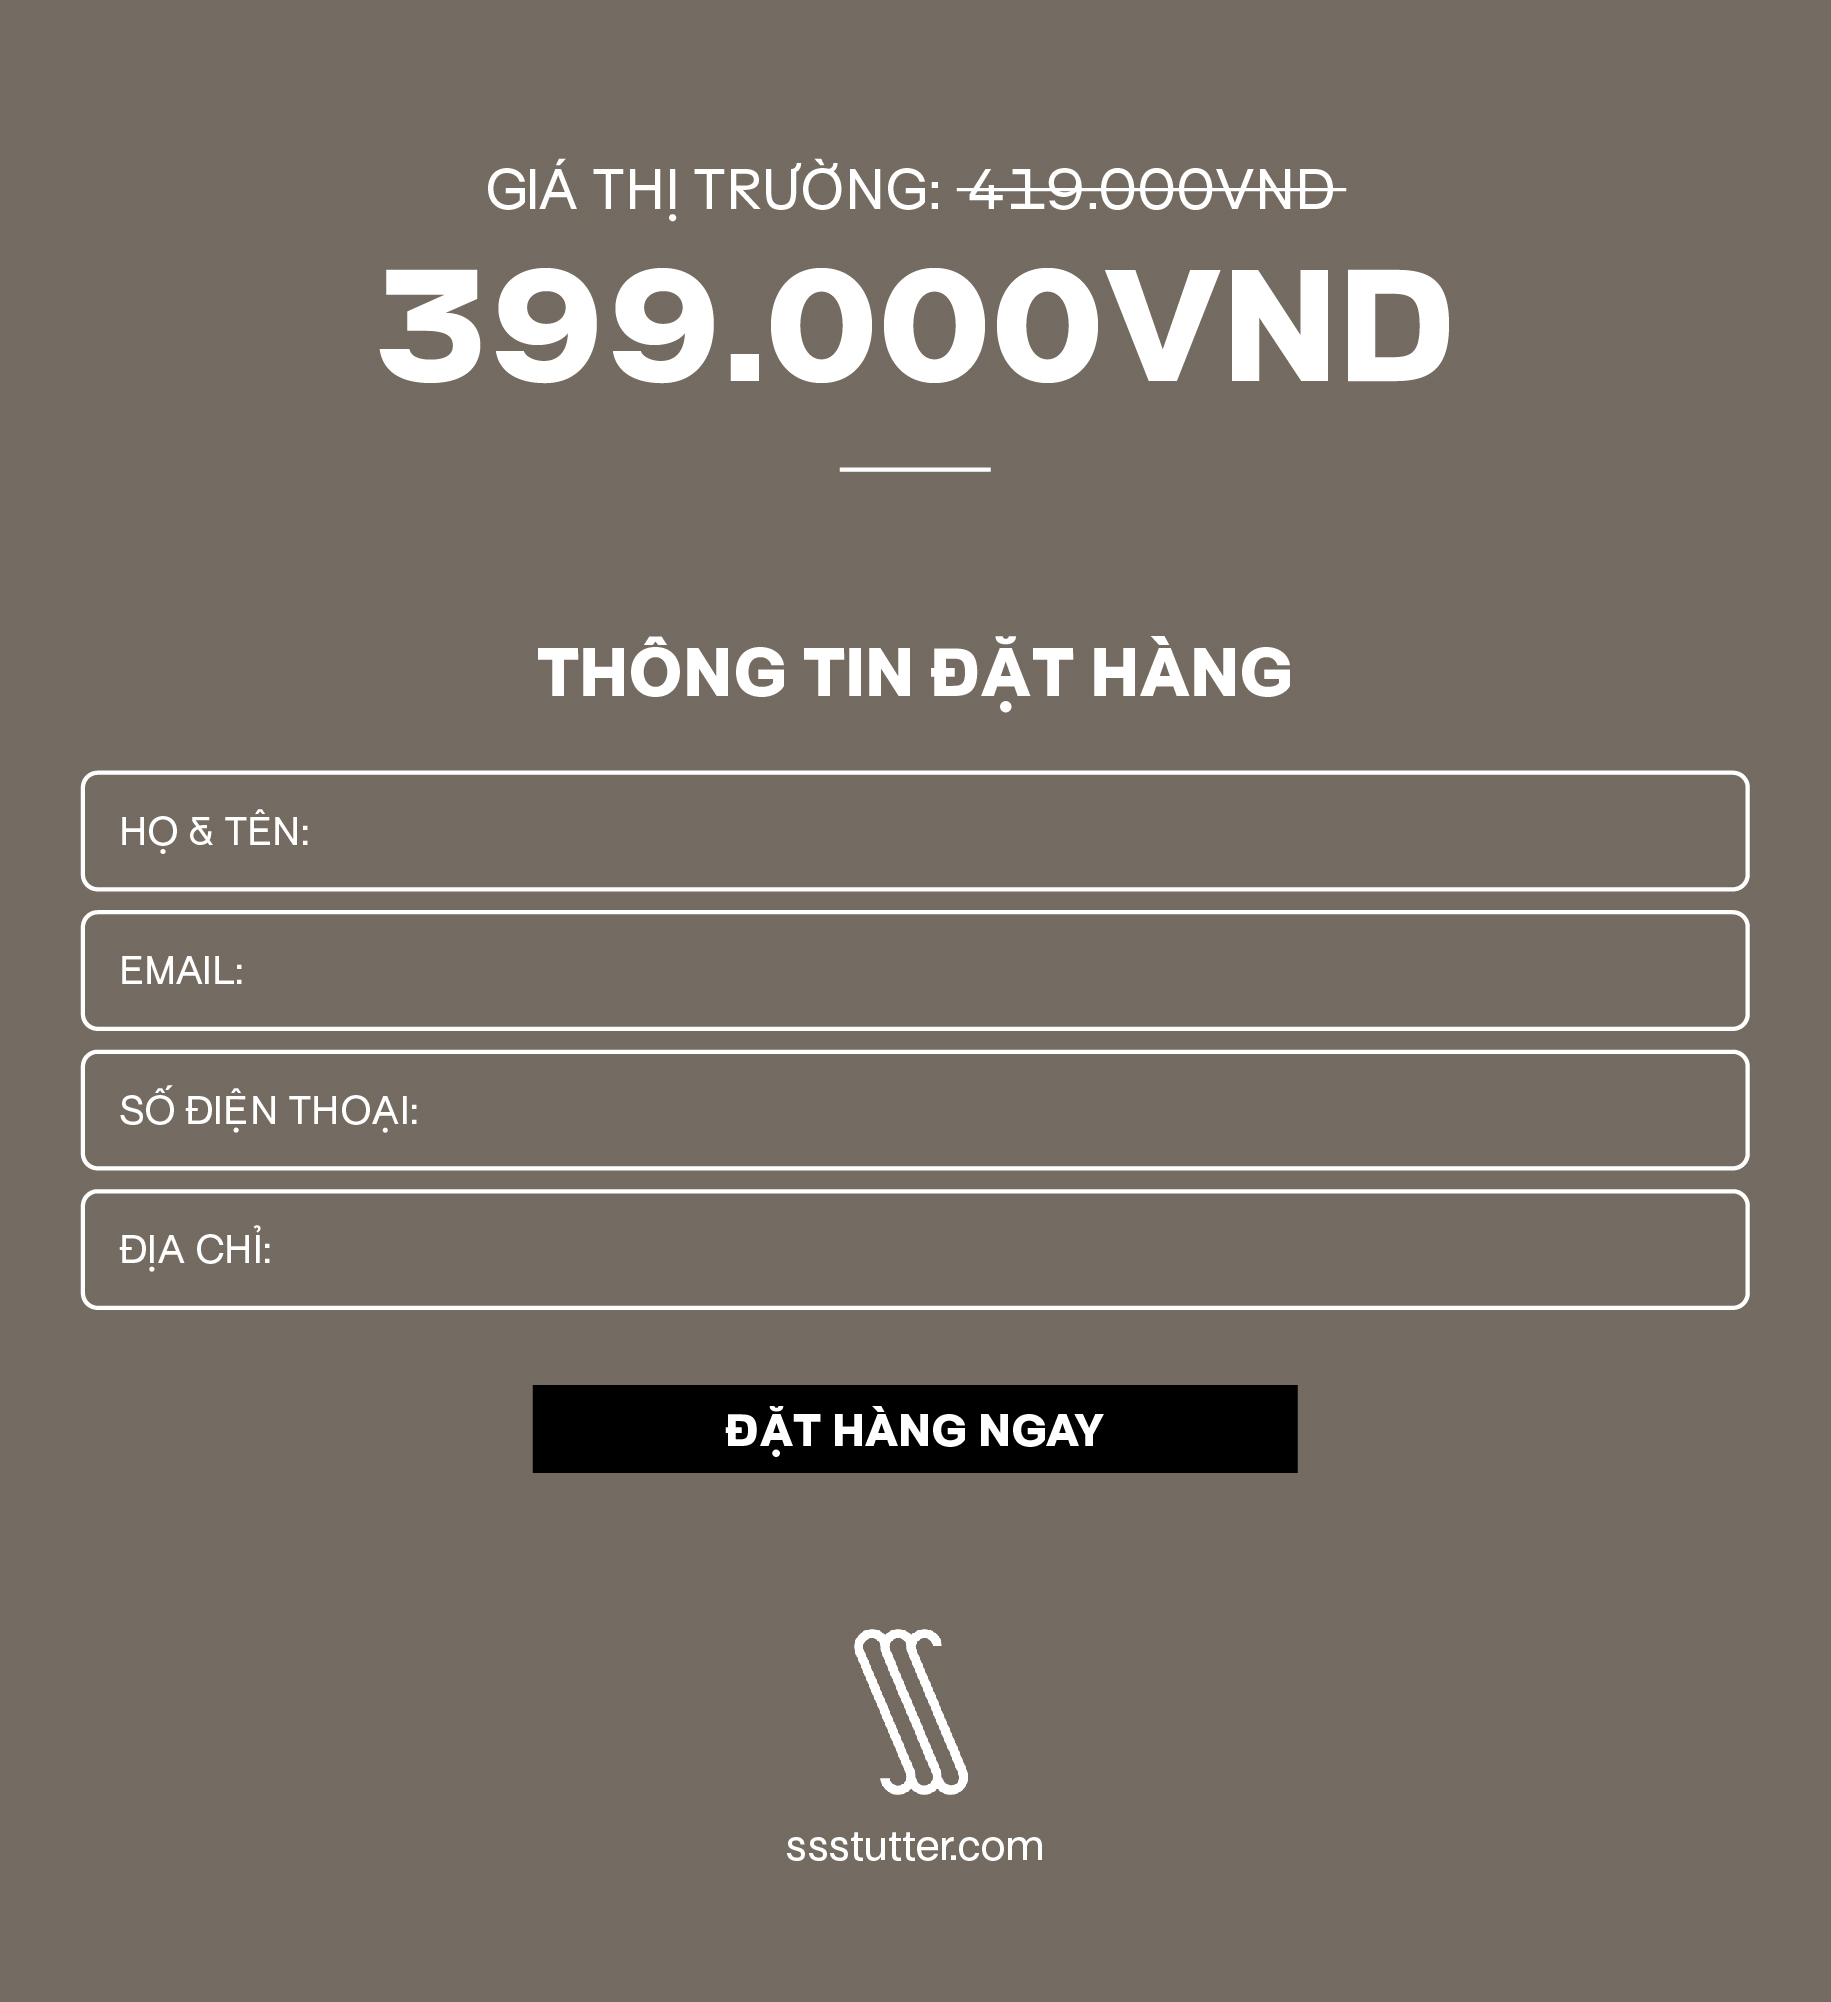 GIÁ THỊ TRƯỜNG: 419.000VND
399.000VND
THÔNG TIN ĐẶT HÀNG
HỌ & TÊN:
EMAIL:
SỐ ĐIỆN THOẠI:
ĐỊA CHỈ:
ĐẶT HÀNG NGAY
ssstutter.com